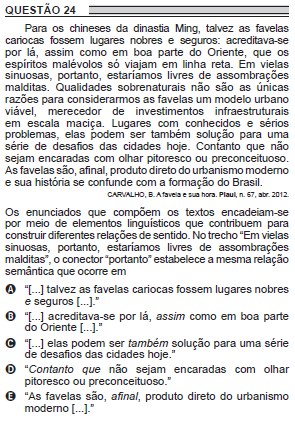 QUESTÃO 24
Para os chineses da dinastia Ming, talvez as favelas
cariocas fossem lugares nobres e seguros: acreditava-se
por lá, assim como em boa parte do Oriente, que os
espíritos malévolos só viajam em linha reta. Em vielas
sinuosas, portanto, estaríamos livres de assombrações
malditas. Qualidades sobrenaturais não são as únicas
razões para considerarmos as favelas um modelo urbano
viável, merecedor de investimentos infraestruturais
em escala maciça. Lugares com conhecidos e sérios
problemas, elas podem ser também solução para uma
série de desafios das cidades hoje. Contanto que não
sejam encaradas com olhar pitoresco ou preconceituoso.
As favelas são, afinal, produto direto do urbanismo moderno
e sua história se confunde com a formação do Brasil.
CARVALHO, B. A favela e sua hora. Piauí, n. 67, abr. 2012.
Os enunciados que compõem os textos encadeiam-se
por meio de elementos linguísticos que contribuem para
construir diferentes relações de sentido. No trecho “Em vielas
sinuosas, portanto, estaríamos livres de assombrações
malditas”, o conector “portanto” estabelece a mesma relação
semântica que ocorre em
A “[...] talvez as favelas cariocas fossem lugares nobres
e seguros [...].”
B “[...] acreditava-se por lá, assim como em boa parte
do Oriente [...].”
C “[...] elas podem ser também solução para uma série
de desafios das cidades hoje.”
D “Contanto que não sejam encaradas com olhar
pitoresco ou preconceituoso.”
E “As favelas são, afinal, produto direto do urbanismo
moderno [...].”